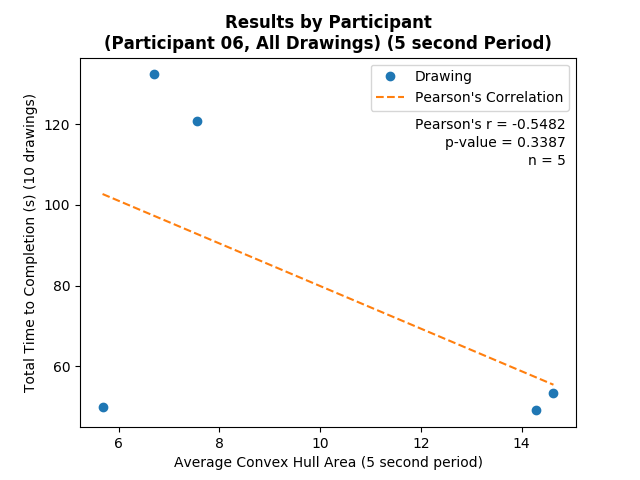 Results by Participant
(Participant 06, All Drawings) (5 second Period)
Drawing
Pearson's Correlation
Pearson's r = -0.5482
p-value = 0.3387
n = 5
Total Time to Completion (s) (10 drawings)
120
100
80
60
6
8
10
12
14
Average Convex Hull Area (5 second period)